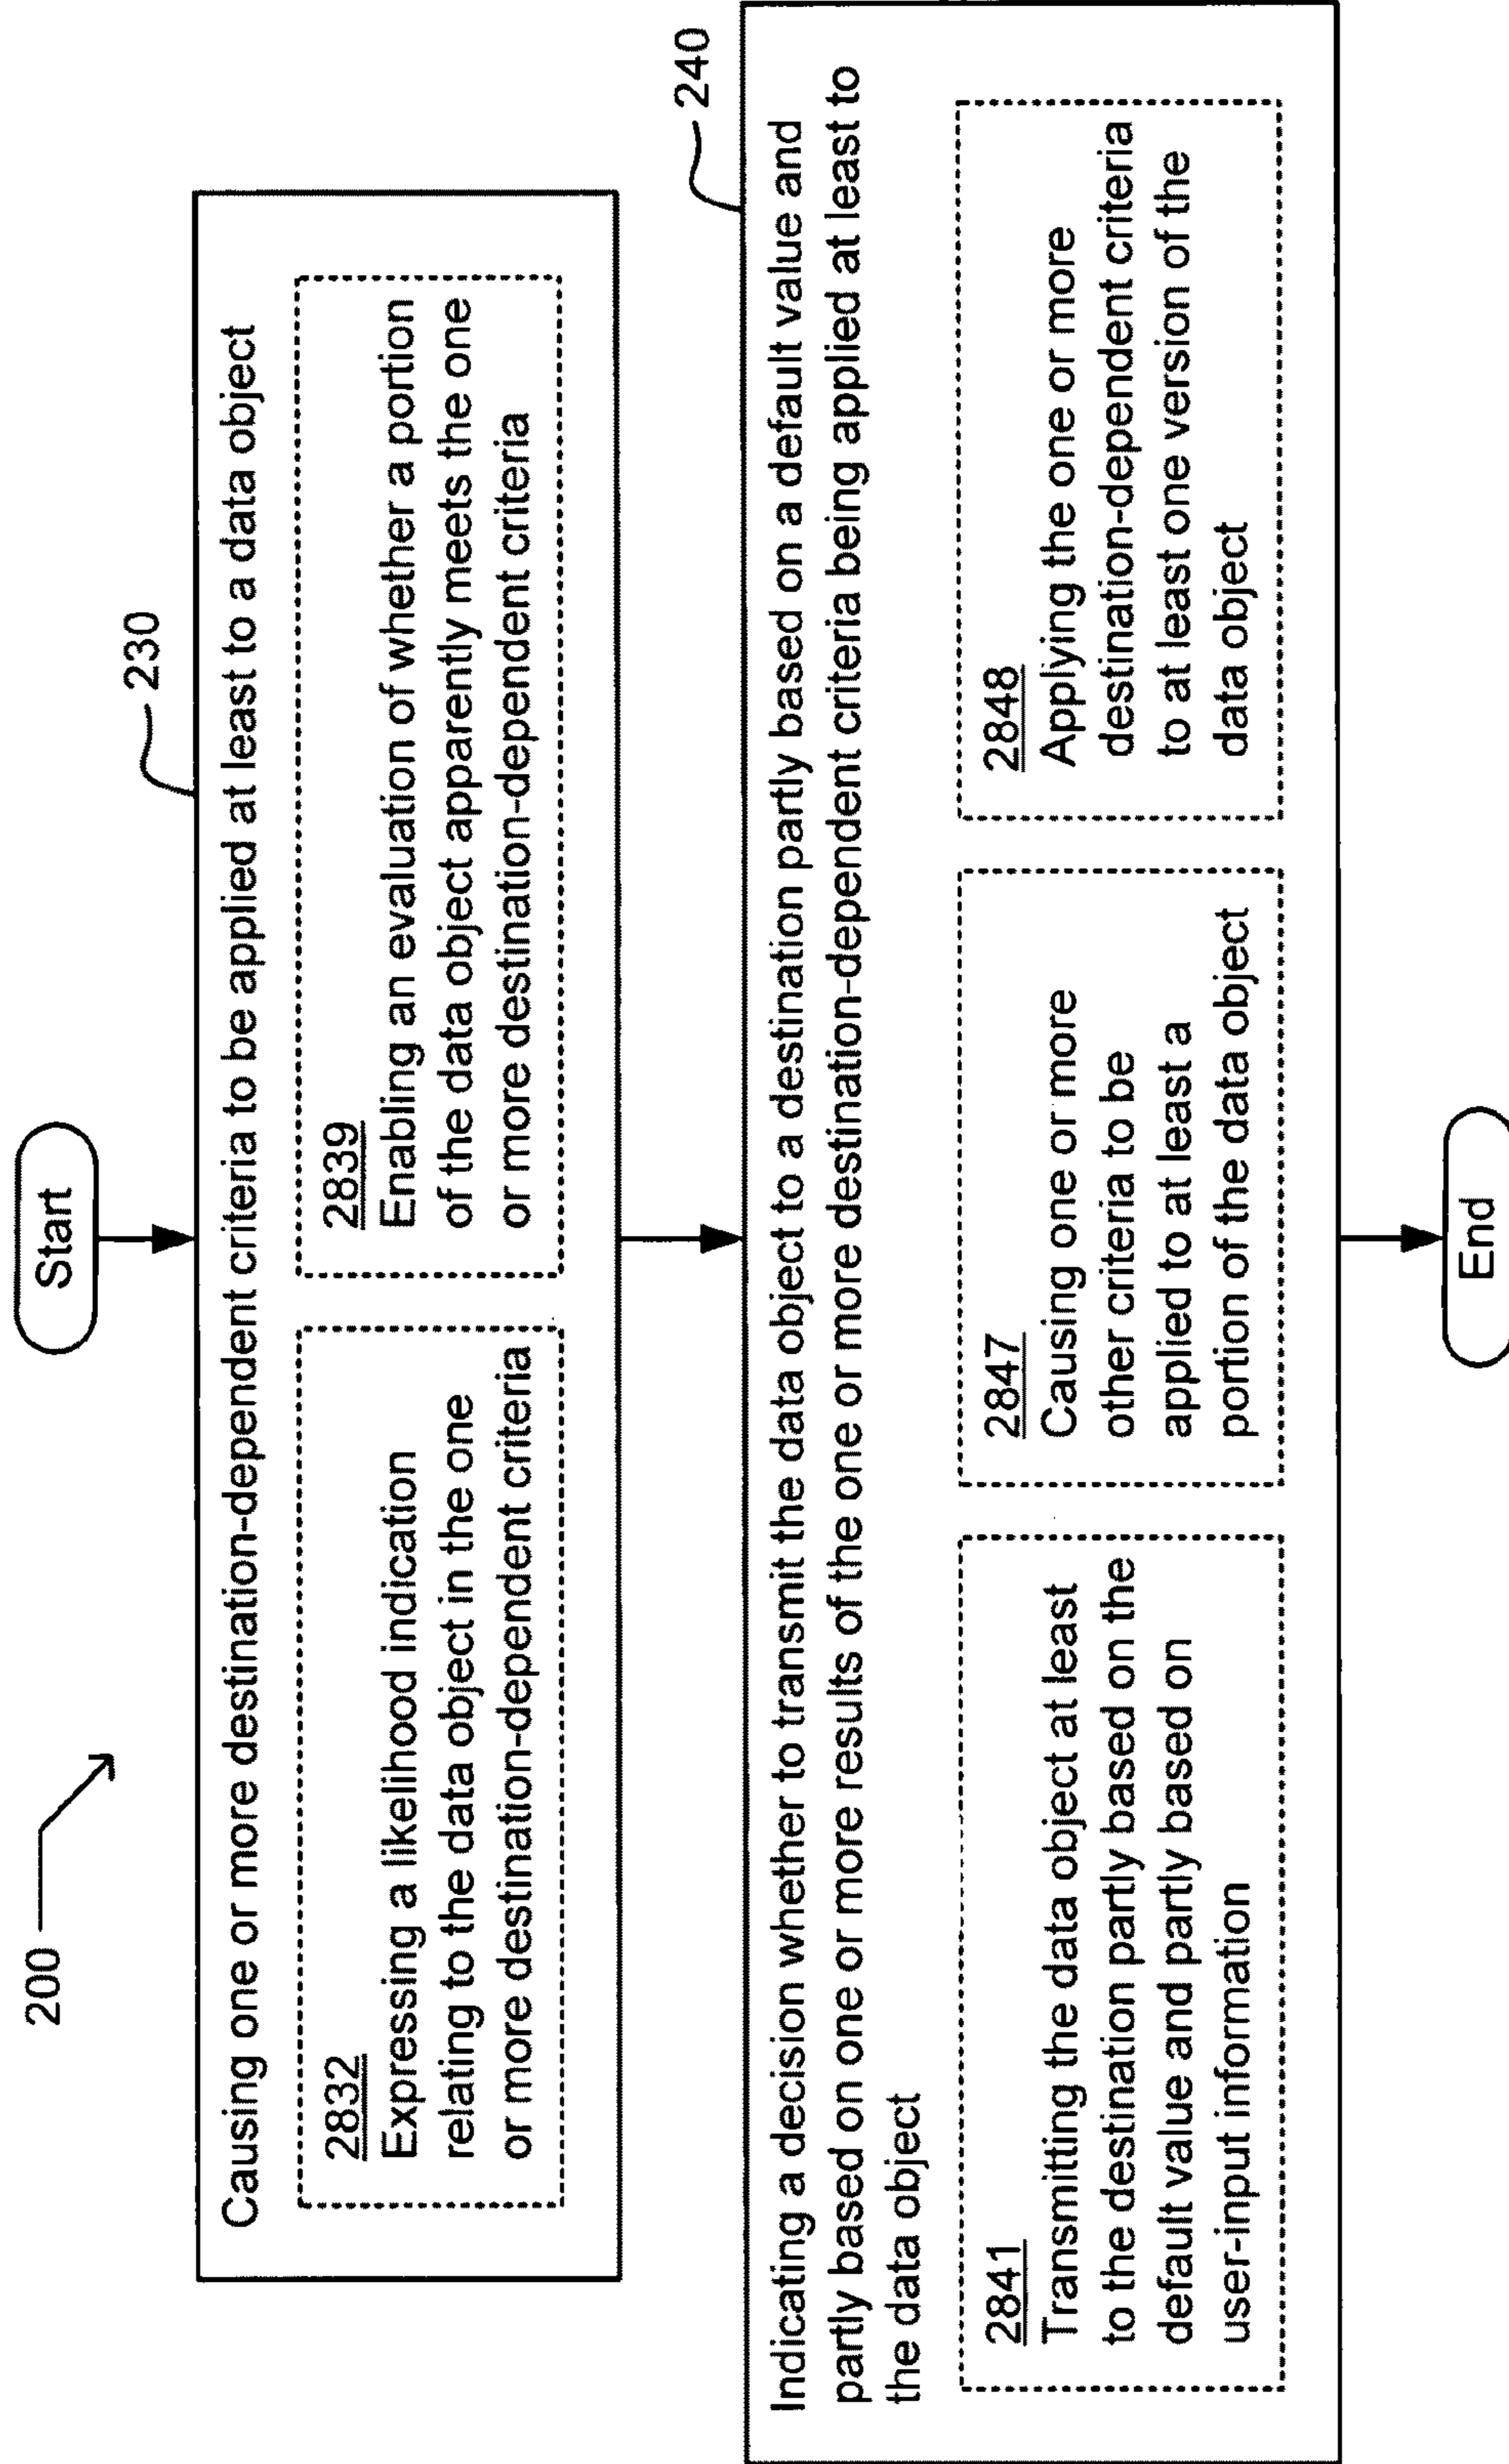 200
Start
230
Causing one or more destination-dependent criteria to be applied at least to a data object
2832
Expressing a likelihood indication
relating to the data object in the one
or more destination-dependent criteria
2839
Enabling an evaluation of whether a portion
of the data object apparently meets the one
or more destination-dependent criteria
240
Indicating a decision whether to transmit the data object to a destination partly based on a default value and
partly based on one or more results of the one or more destination-dependent criteria being applied at least to
the data object
2841
Transmitting the data object at least
to the destination partly based on the
default value and partly based on
user-input information
2847
Causing one or more
other criteria to be
applied to at least a
portion of the data object
2848
Applying the one or more
destination-dependent criteria
to at least one version of the
data object
End